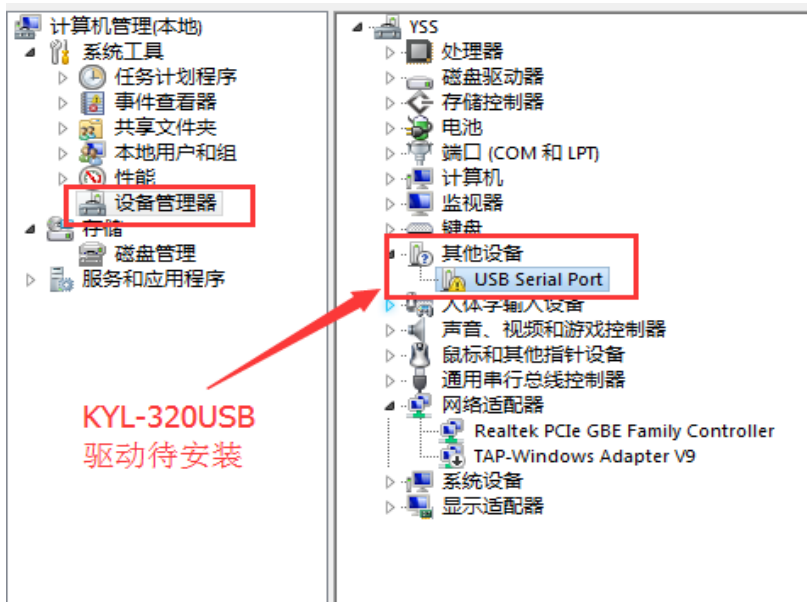 计算机管理(本地)
系统工具
任务计划程序
事件查看器
共享文件夹
本地用户和组
性能
设备管理器
存储
磁盘管理
服务和应用程序
KYL-320USB
驱动待安装
YSS
处理器
磁盘驱动器
存储控制器
电池
端口 (COM 和 LPT)
计算机
监视器
键盘
其他设备
USB Serial Port
人体学输入设备
声音、视频和游戏控制器
鼠标和其他指针设备
通用串行总线控制器
网络适配器
Realtek PCIe GBE Family Controller
TAP-Windows Adapter V9
系统设备
显示适配器